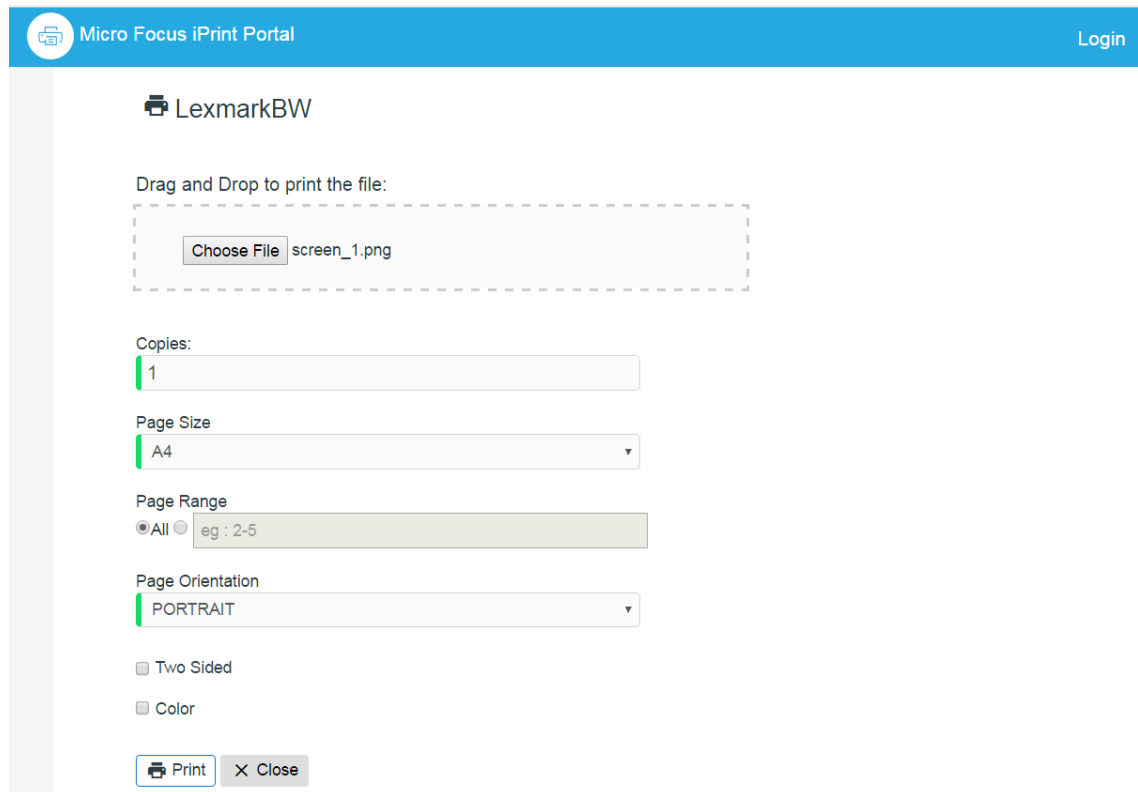 Micro Focus iPrint Portal
Login
LexmarkBW
Drag and Drop to print the file:
Choose File screen_1.png
Copies:
1
Page Size
A4
Page Range
All eg : 2-5
Page Orientation
PORTRAIT
Two Sided
Color
Print Close